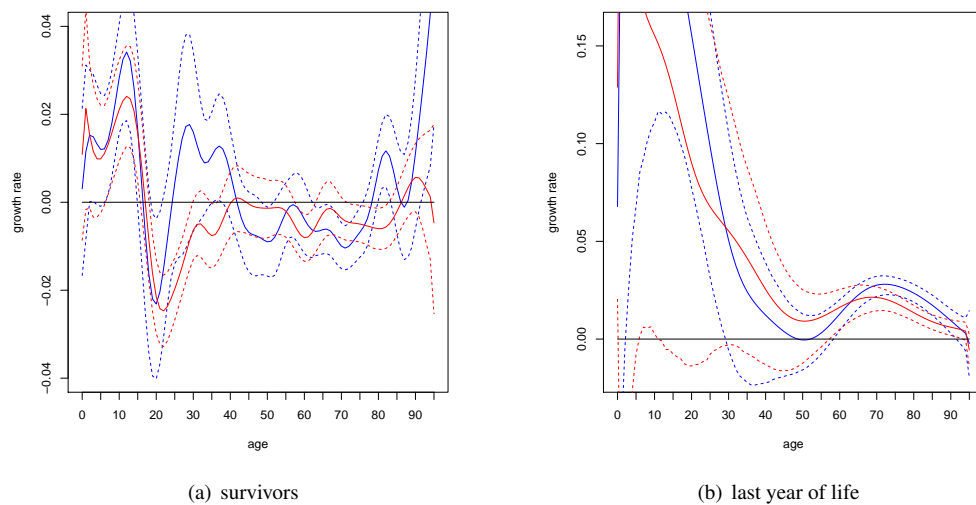 0.04
0.02
0.00
-0.02
-0.04
growth rate
0 10 20 30 40 50 60 70 80 90
age
(a) survivors
0.15
0.10
0.05
0.00
growth rate
0 10 20 30 40 50 60 70 80 90
age
(b) last year of life